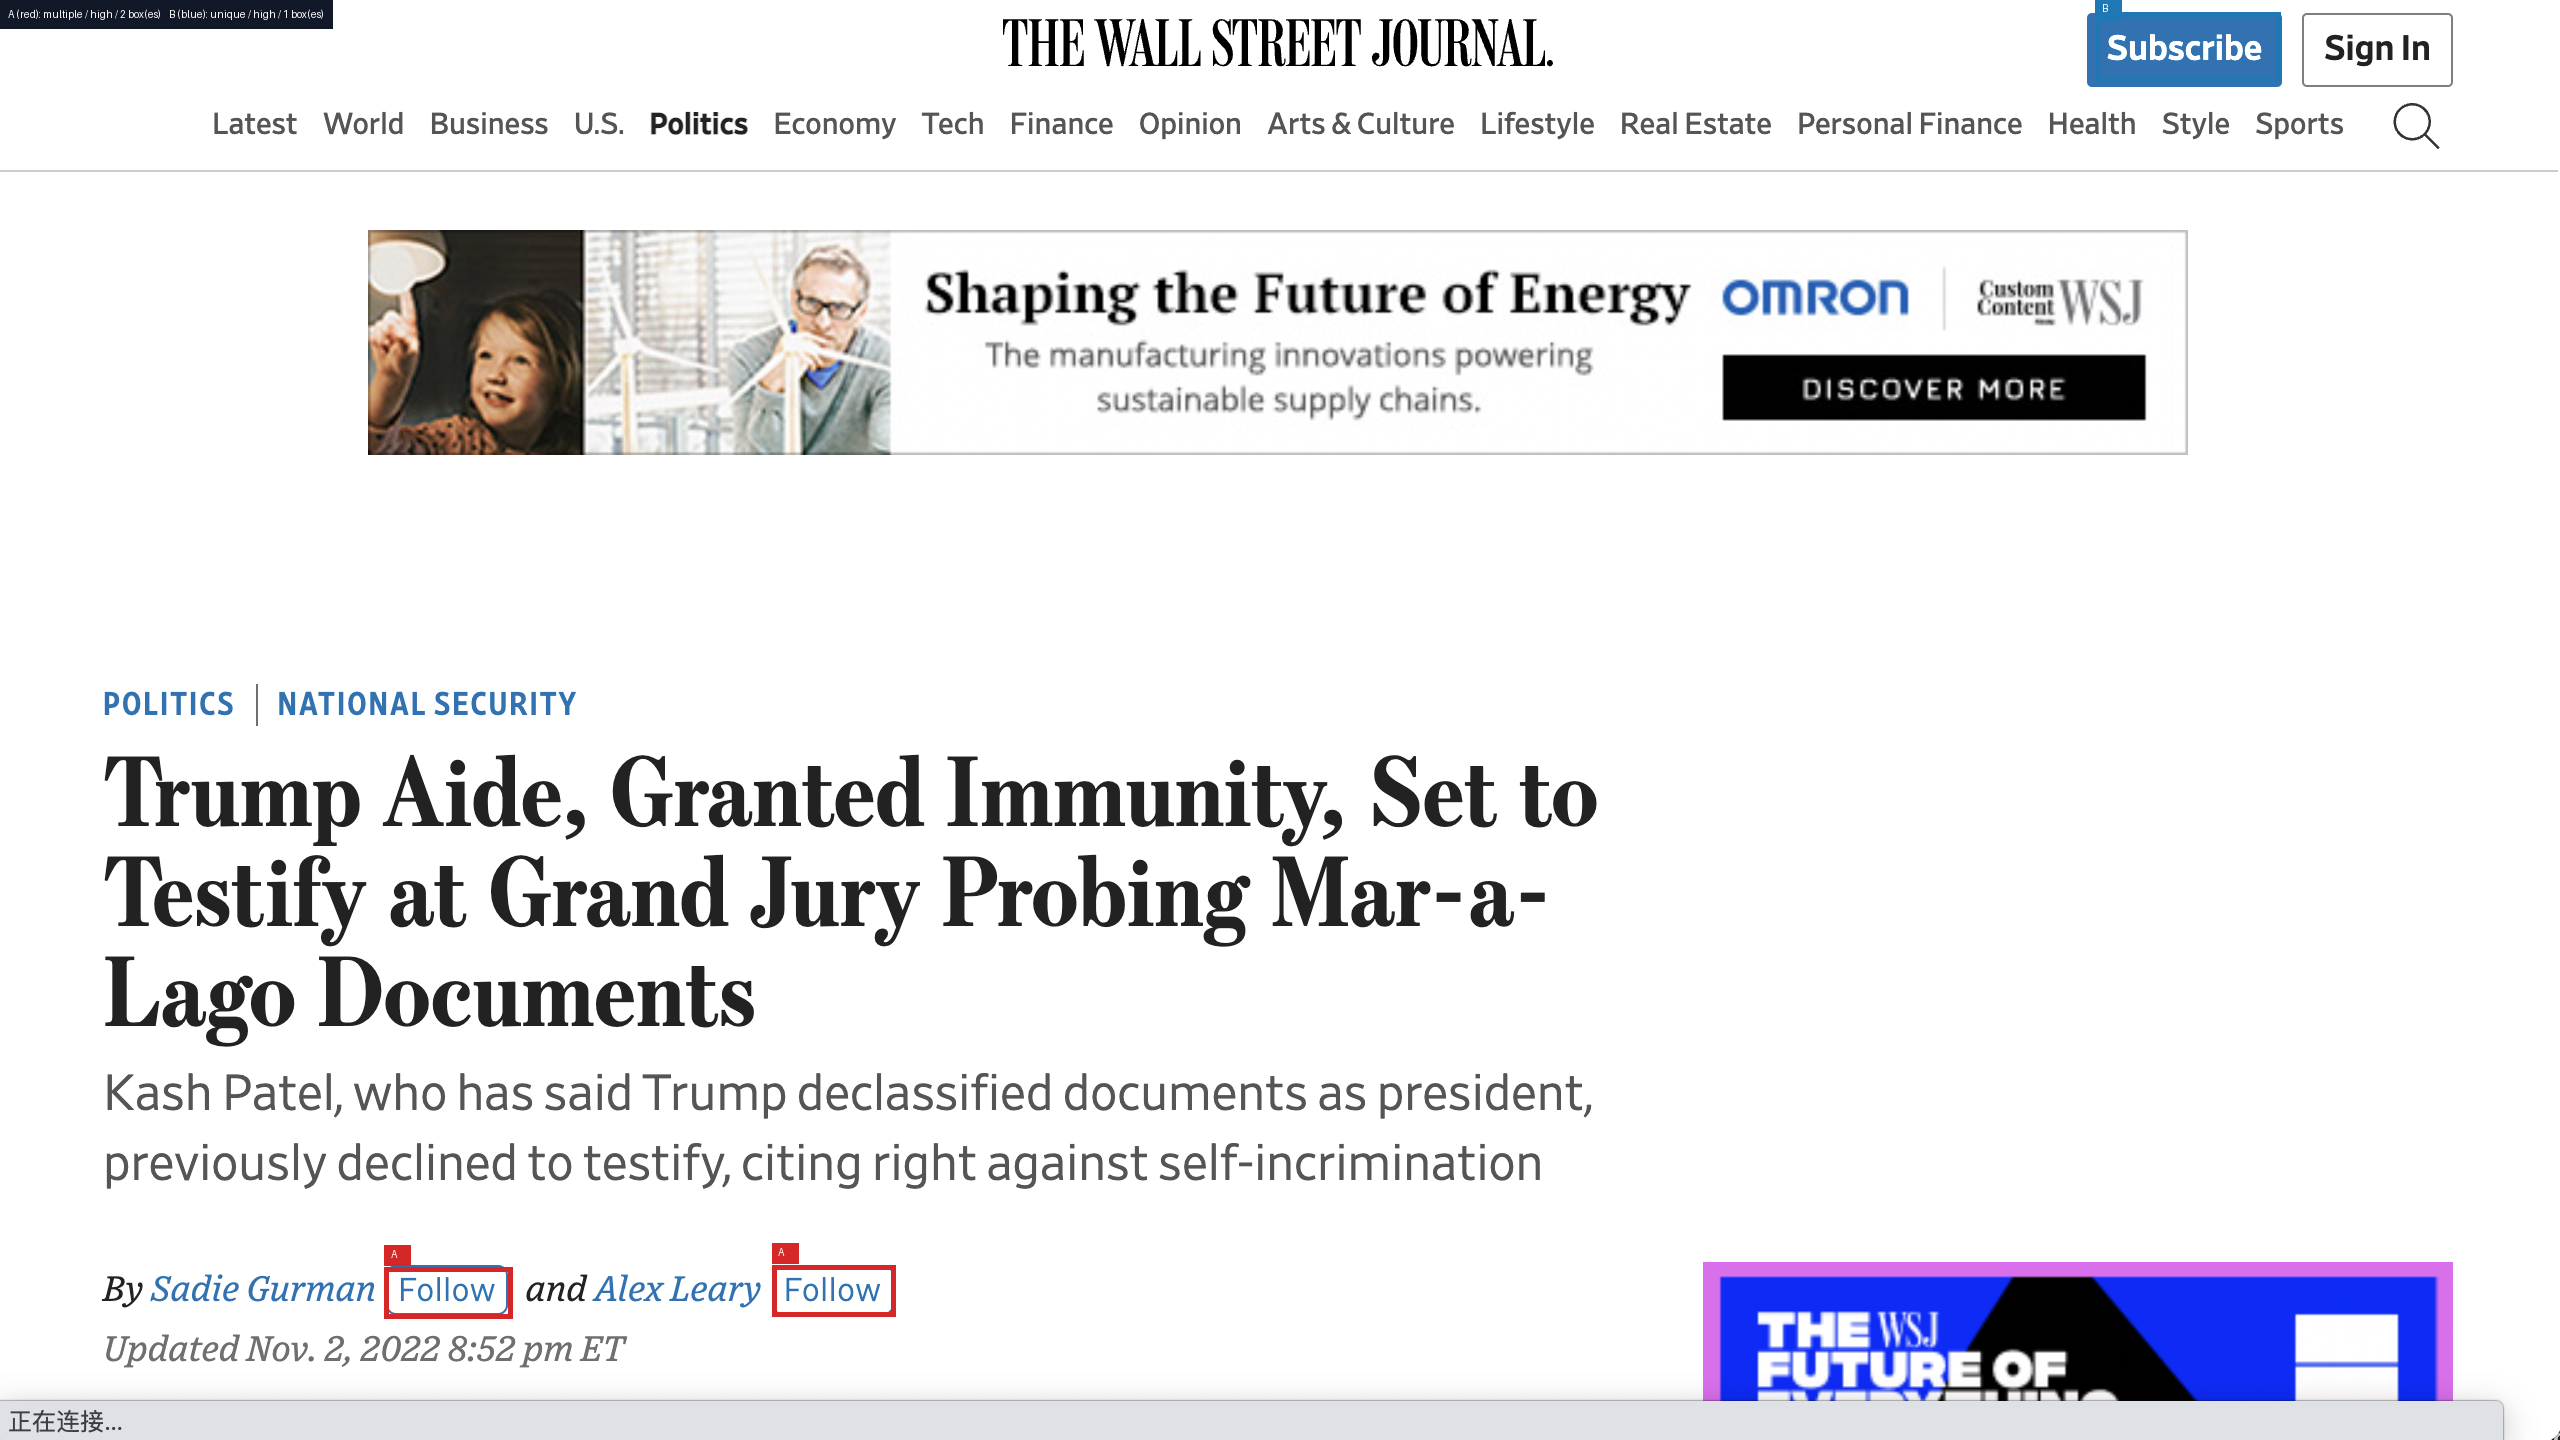 A (red): multiple / high / 2 box(es) B (blue): unique / high / 1 box(es)
B
THE WALL STREET JOURNAL.
Subscribe
Sign In
Latest World Business U.S. Politics Economy Tech Finance Opinion Arts & Culture Lifestyle Real Estate Personal Finance Health Style Sports
Shaping the Future of Energy
The manufacturing innovations powering
sustainable supply chains.
OMRON
Custom
Content
WSJ
DISCOVER MORE
POLITICS | NATIONAL SECURITY
Trump Aide, Granted Immunity, Set to
Testify at Grand Jury Probing Mar-a-
Lago Documents
Kash Patel, who has said Trump declassified documents as president,
previously declined to testify, citing right against self-incrimination
A
A
By Sadie Gurman Follow and Alex Leary Follow
Updated Nov. 2, 2022 8:52 pm ET
THE WSJ
FUTURE OF
EVERYTHING
正在连接...